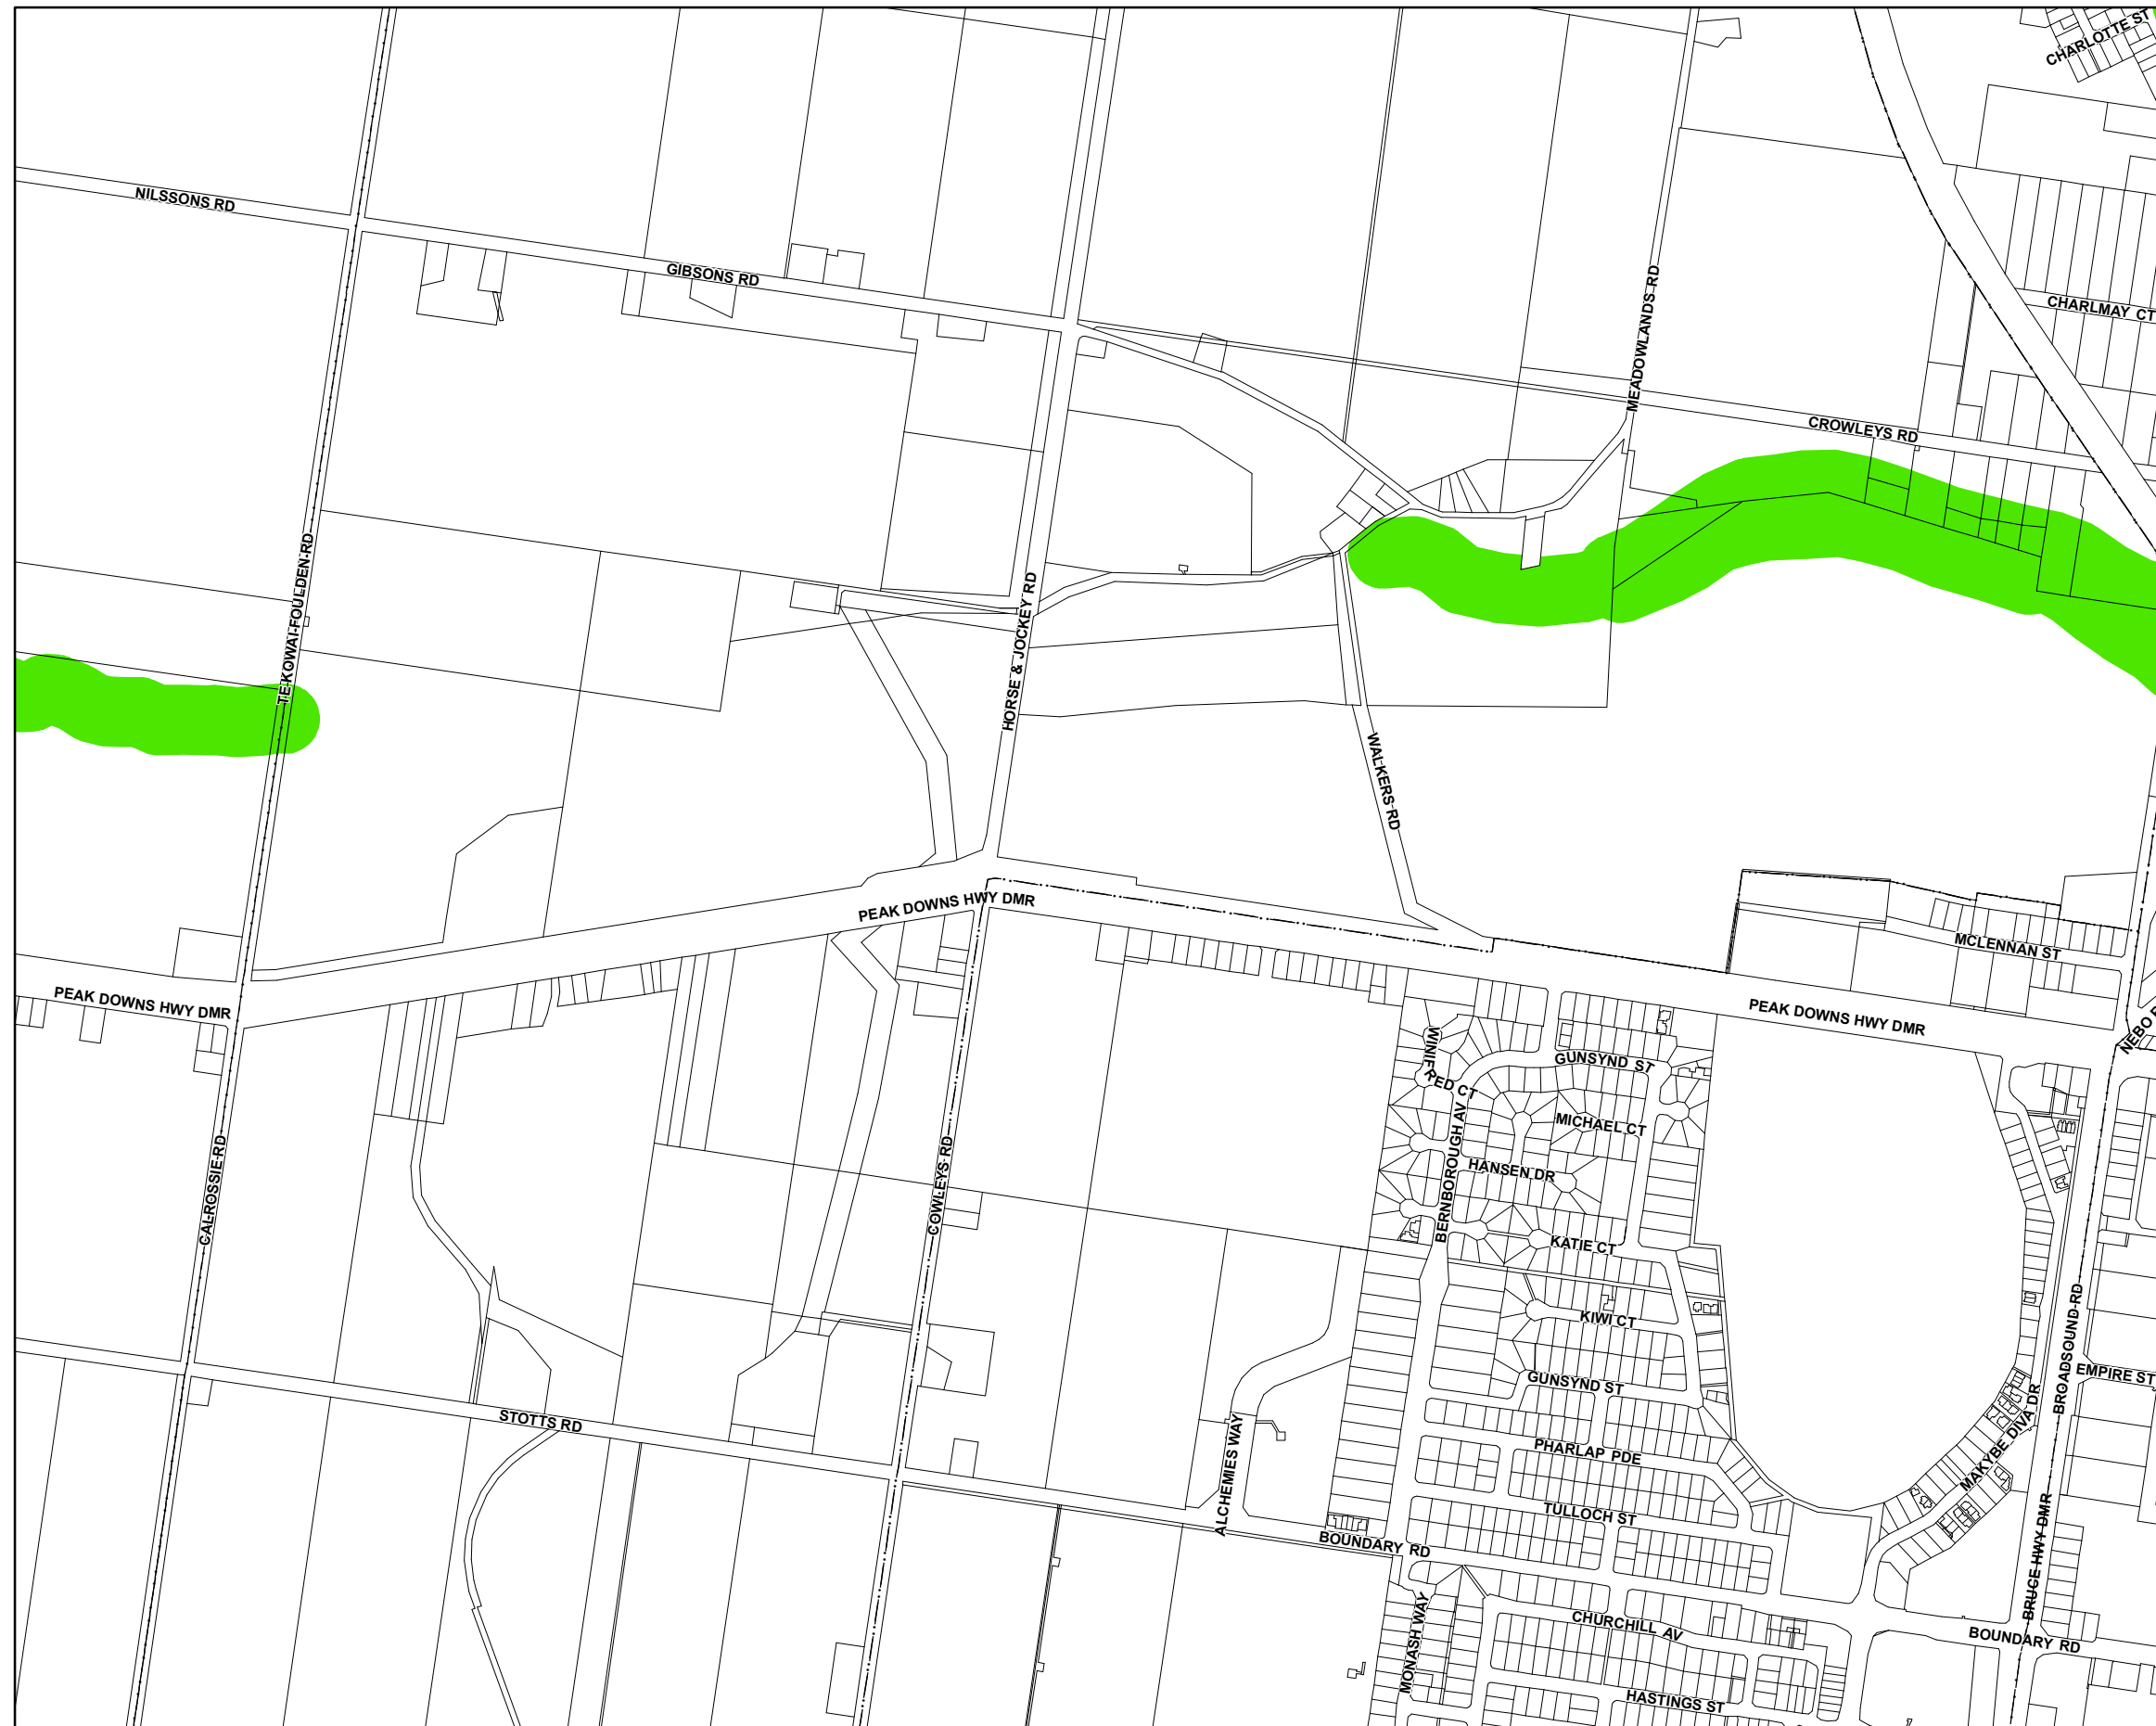 CHARLOTTE ST
NILSSONS RD
GIBSONS RD
MEADOWLANDS RD
CHARLMAY CT
CROWLEYS RD
TE KOWAI-FOULDEN RD
HORSE & JOCKEY RD
WALKERS RD
PEAK DOWNS HWY DMR
MCLENNAN ST
PEAK DOWNS HWY DMR
PEAK DOWNS HWY DMR
NEBO
WINIFRED CT
GUNSYND ST
MICHAEL CT
BERNBOROUGH AV
HANSEN DR
CALROSSIE RD
COWLEYS RD
KATIE CT
KIWI CT
BROADSOUND RD
EMPIRE ST
GUNSYND ST
STOTTS RD
MAKYBE DIVA DR
PHARLAP PDE
ALCHEMIES WAY
TULLOCH ST
BOUNDARY RD
BRUCE HWY DMR
CHURCHILL AV
BOUNDARY RD
MONASH WAY
HASTINGS ST